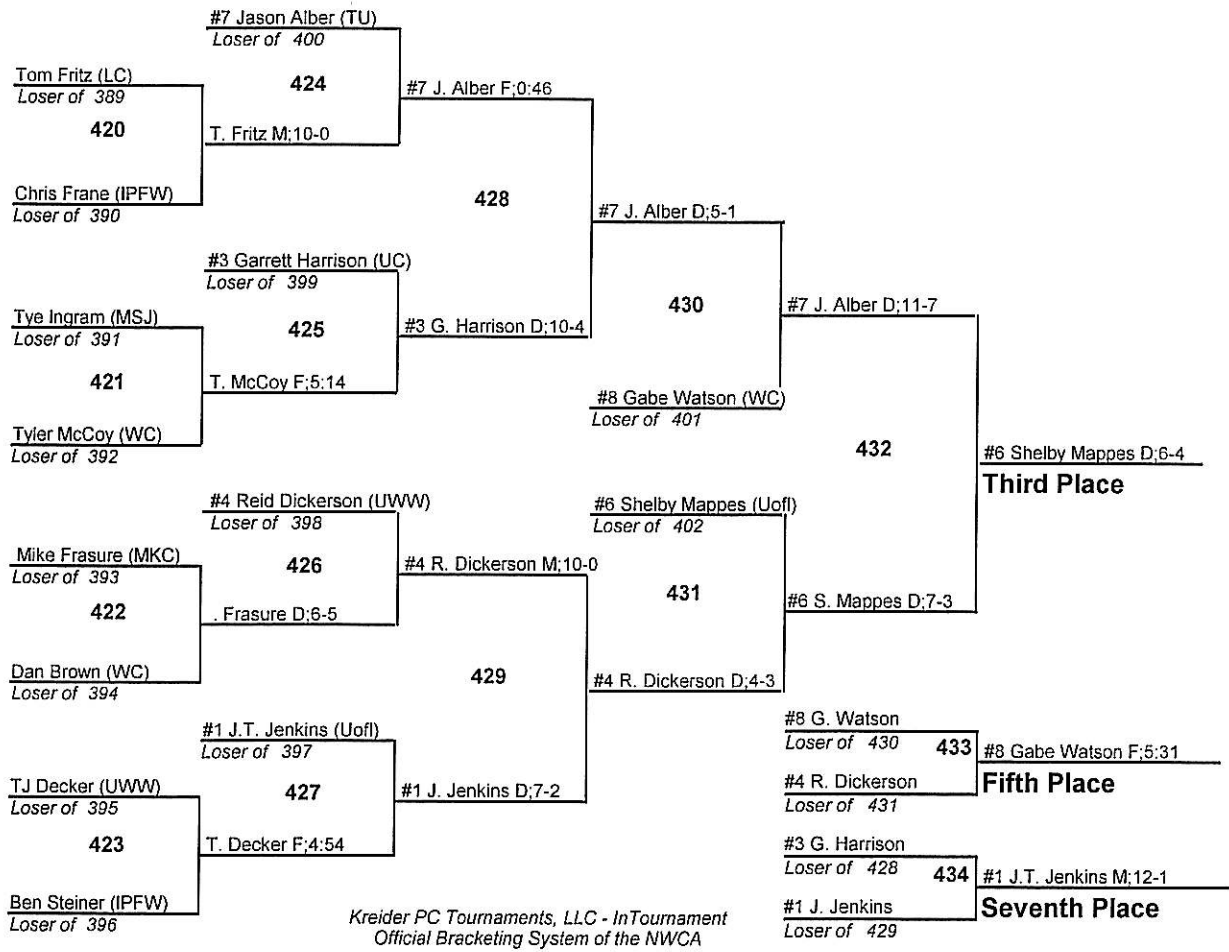 #7 Jason Alber (TU)
Loser of 400
Tom Fritz (LC)
Loser of 389
424
#7 J. Alber F;0:46
420
T. Fritz M;10-0
Chris Frane (IPFW)
Loser of 390
428
#7 J. Alber D;5-1
#3 Garrett Harrison (UC)
Loser of 399
Tye Ingram (MSJ)
Loser of 391
425
#3 G. Harrison D;10-4
430
#7 J. Alber D;11-7
421
T. McCoy F;5:14
#8 Gabe Watson (WC)
Loser of 401
Tyler McCoy (WC)
Loser of 392
432
#6 Shelby Mappes D;6-4
Third Place
#4 Reid Dickerson (UWW)
Loser of 398
#6 Shelby Mappes (Uofl)
Loser of 402
Mike Frasure (MKC)
Loser of 393
426
#4 R. Dickerson M;10-0
431
#6 S. Mappes D;7-3
422
. Frasure D;6-5
Dan Brown (WC)
Loser of 394
429
#4 R. Dickerson D;4-3
#1 J.T. Jenkins (Uofl)
Loser of 397
#8 G. Watson
Loser of 430
433
#8 Gabe Watson F;5:31
Fifth Place
TJ Decker (UWW)
Loser of 395
427
#1 J. Jenkins D;7-2
#4 R. Dickerson
Loser of 431
423
T. Decker F;4:54
#3 G. Harrison
Loser of 428
434
#1 J.T. Jenkins M;12-1
Seventh Place
Ben Steiner (IPFW)
Loser of 396
#1 J. Jenkins
Loser of 429
Kreider PC Tournaments, LLC - InTournament
Official Bracketing System of the NWCA